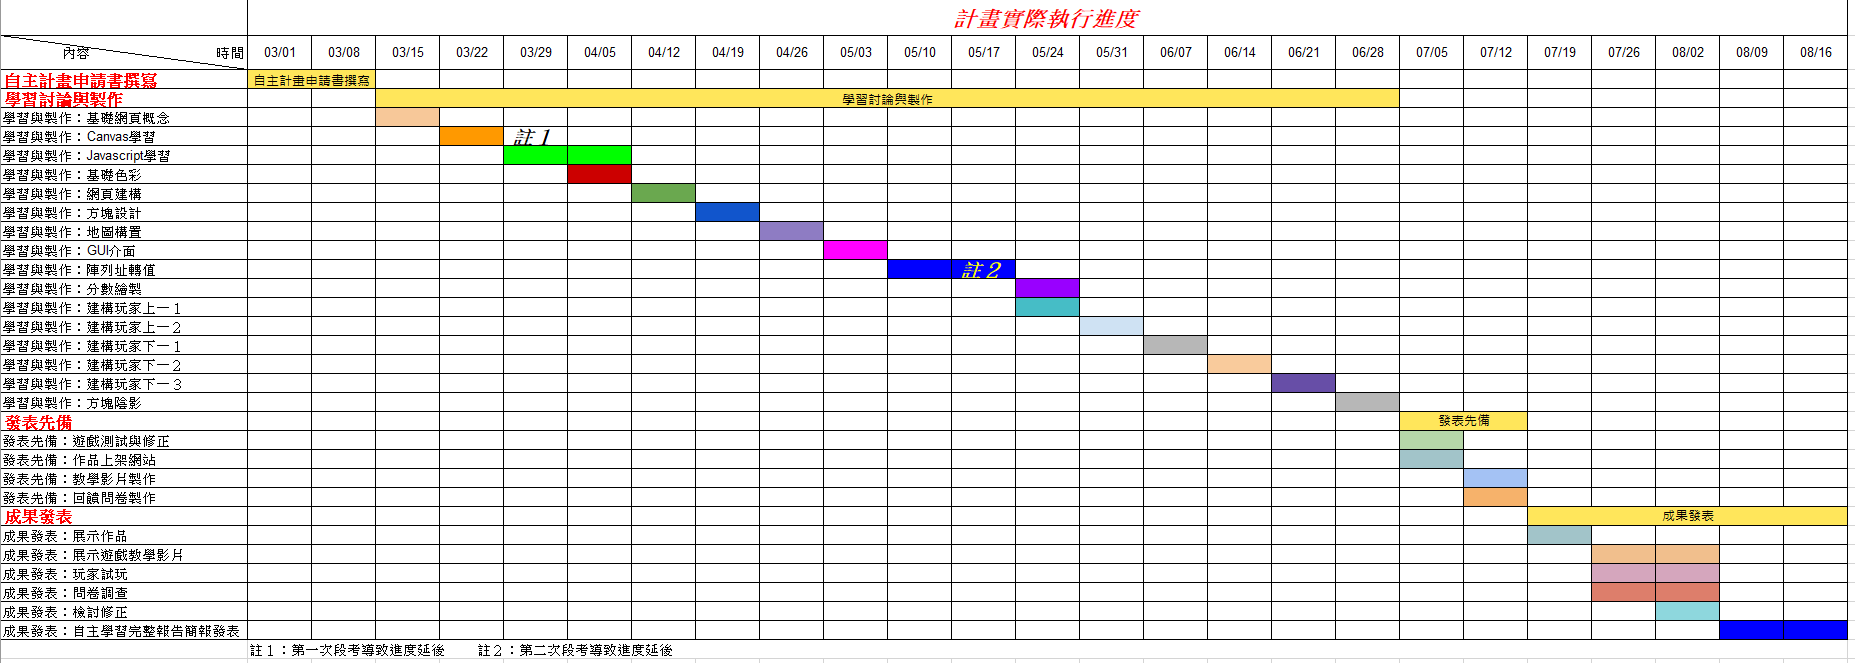 計畫實際執行進度
內容 時間 03/01 03/08 03/15 03/22 03/29 04/05 04/12 04/19 04/26 05/03 05/10 05/17 05/24 05/31 06/07 06/14 06/21 06/28 07/05 07/12 07/19 07/26 08/02 08/09 08/16
自主計畫申請書撰寫 自主計畫申請書撰寫
學習討論與製作 學習討論與製作
學習與製作：基礎網頁概念
學習與製作：Canvas學習 註１
學習與製作：Javascript學習
學習與製作：基礎色彩
學習與製作：網頁建構
學習與製作：方塊設計
學習與製作：地圖構置
學習與製作：GUI介面
學習與製作：陣列址轉值 註２
學習與製作：分數繪製
學習與製作：建構玩家上－１
學習與製作：建構玩家上－２
學習與製作：建構玩家下－１
學習與製作：建構玩家下－２
學習與製作：建構玩家下－３
學習與製作：方塊陰影
發表先備 發表先備
發表先備：遊戲測試與修正
發表先備：作品上架網站
發表先備：教學影片製作
發表先備：回饋問卷製作
成果發表 成果發表
成果發表：展示作品
成果發表：展示遊戲教學影片
成果發表：玩家試玩
成果發表：問卷調查
成果發表：檢討修正
成果發表：自主學習完整報告簡報發表
註１：第一次段考導致進度延後 註２：第二次段考導致進度延後